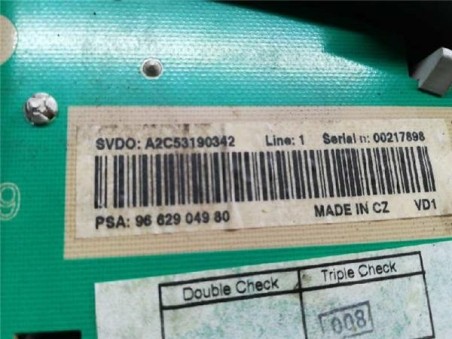 SVDO: A2C53190342 Line: 1 Serial n: 00217898
PSA: 96 629 049 80 MADE IN CZ VD1
Double Check Triple Check
008
9